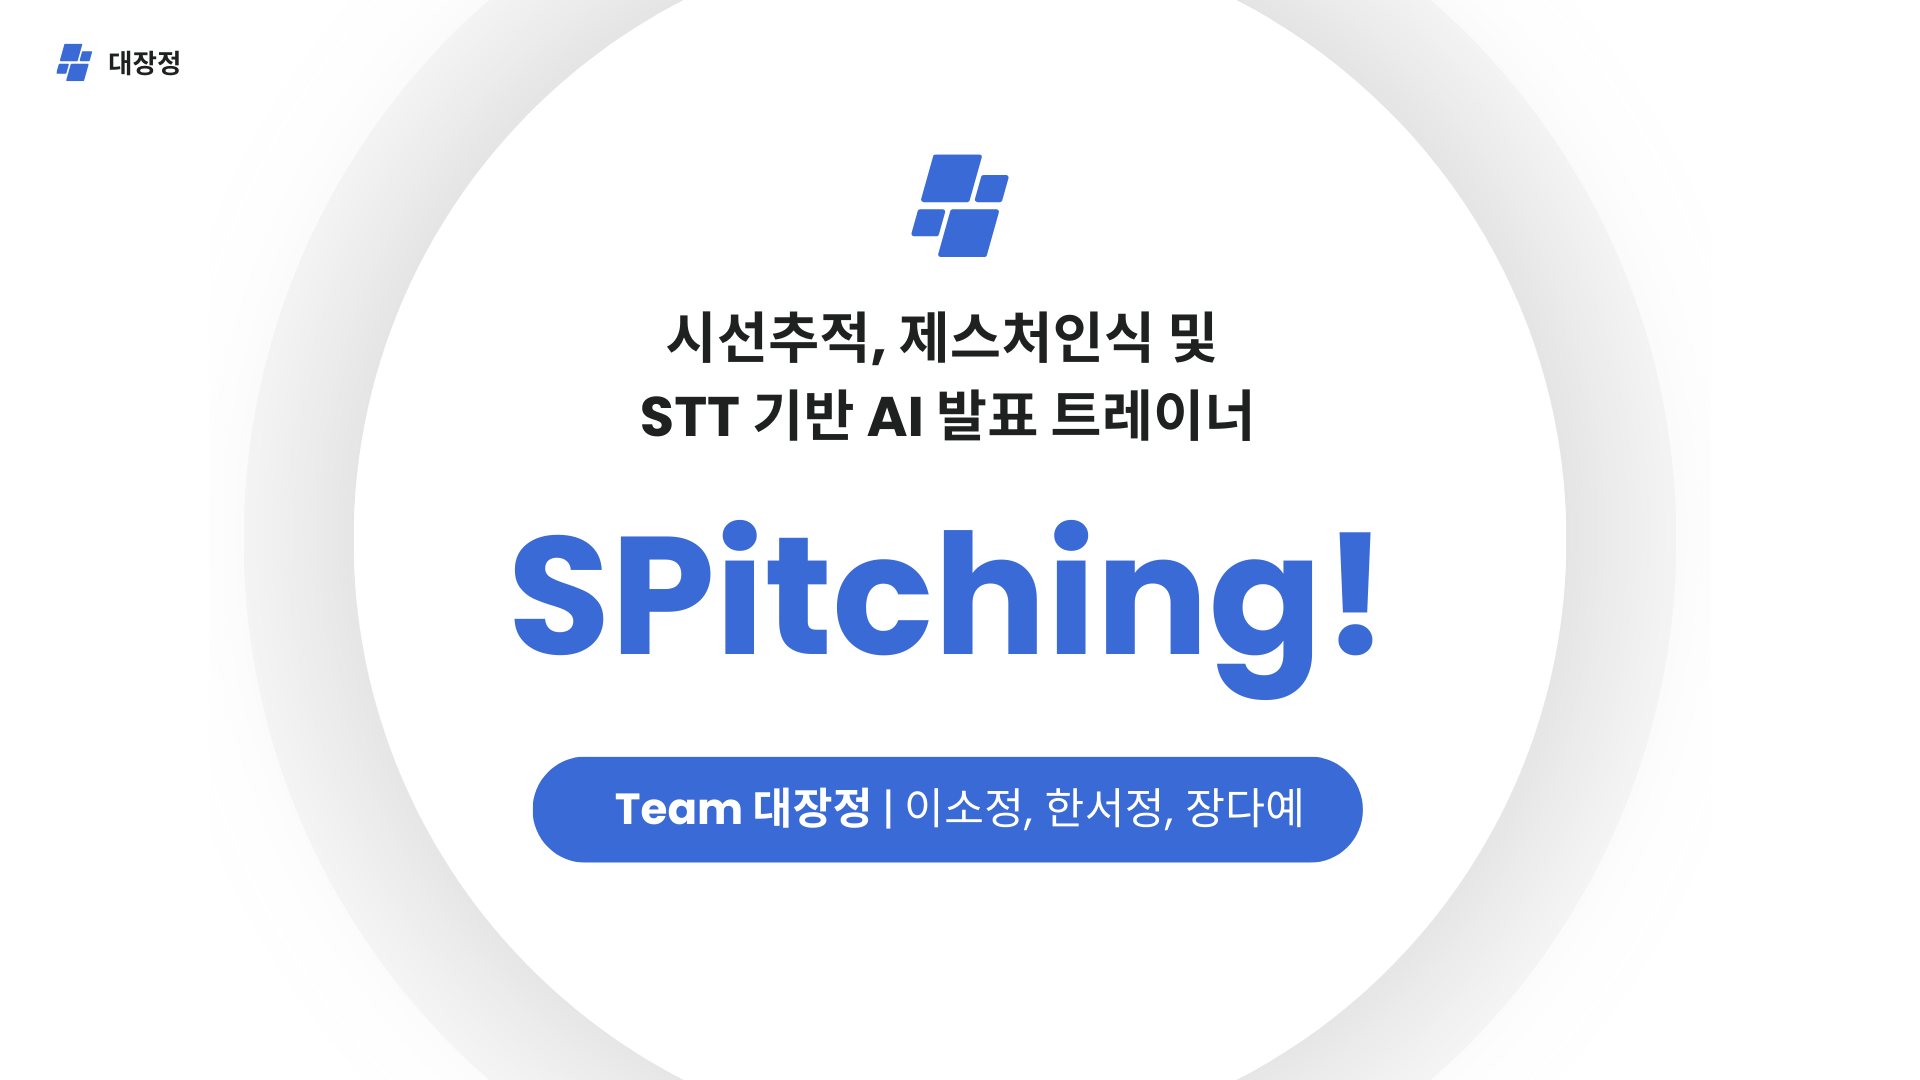 대장정
시선추적, 제스처인식 및
STT 기반 AI 발표 트레이너
SPitching!
Team 대장정 | 이소정, 한서정, 장다예